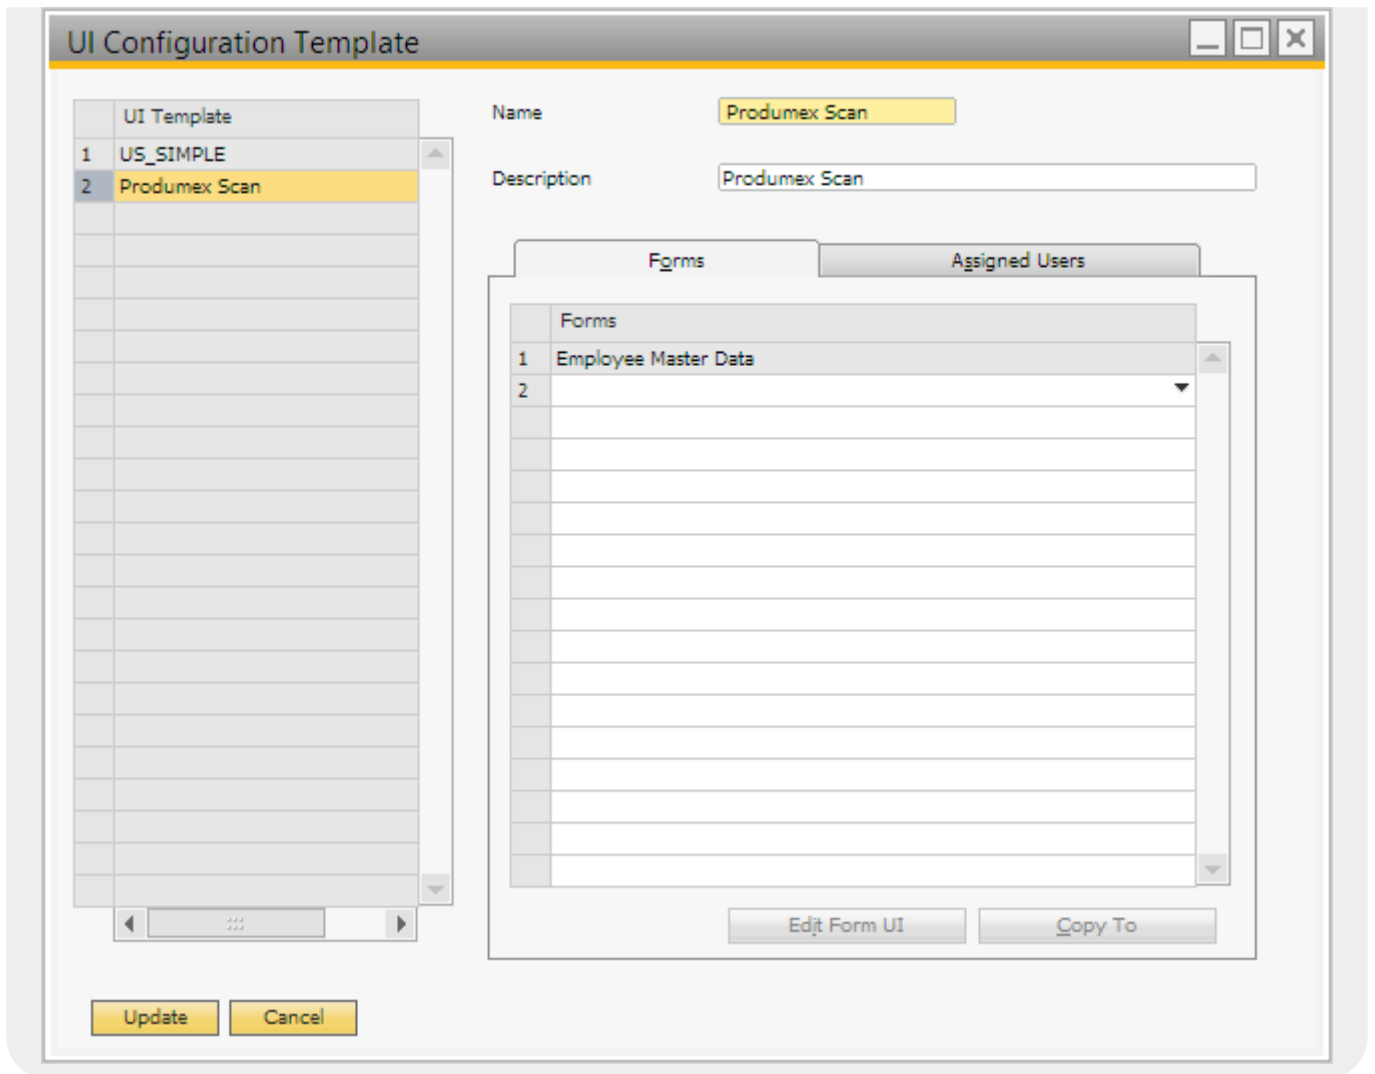 UI Configuration Template
UI Template
1 US_SIMPLE
2 Produmex Scan
Name Produmex Scan
Description Produmex Scan
Forms Assigned Users
Forms
1 Employee Master Data
2
Edit Form UI Copy To
Update Cancel